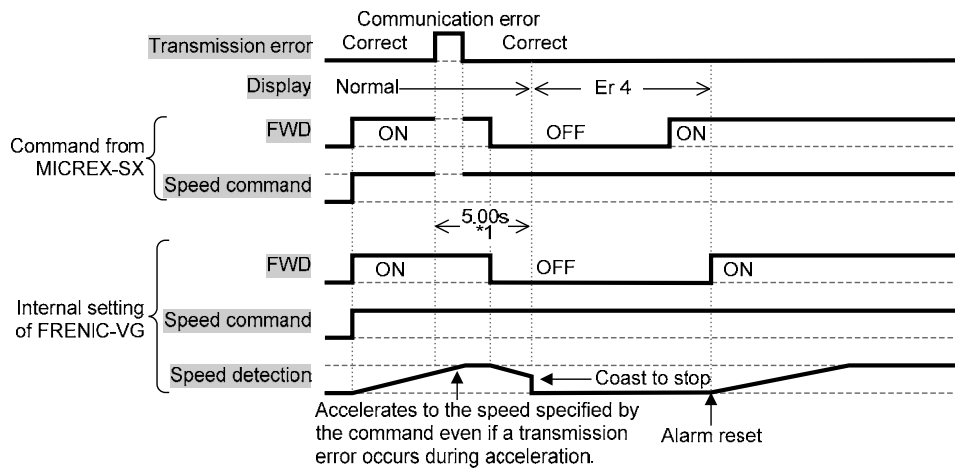 Communication error
Transmission error
Correct
Correct
Display
Normal
Er 4
Command from
MICREX-SX
FWD
ON
OFF
ON
Speed command
5.00s
*1
Internal setting
of FRENIC-VG
FWD
ON
OFF
ON
Speed command
Speed detection
Coast to stop
Accelerates to the speed specified by
the command even if a transmission
error occurs during acceleration.
Alarm reset